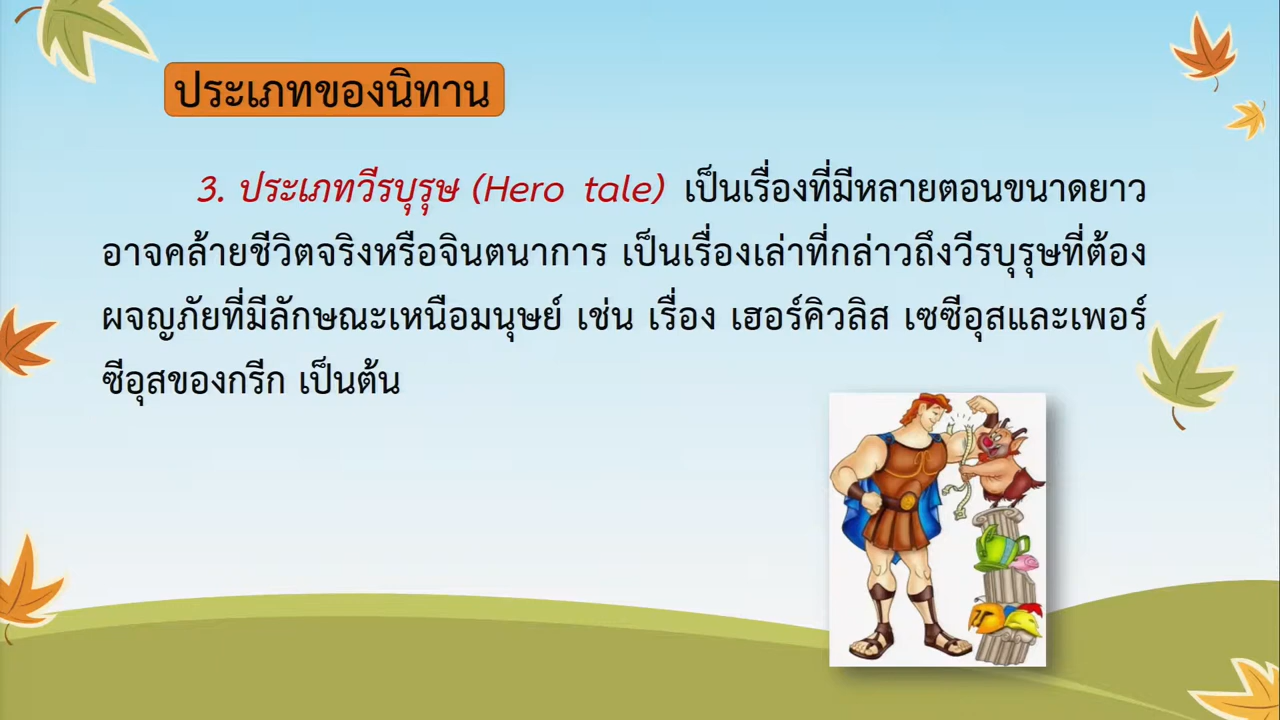 ประเภทของนิทาน
3. ประเภทวีรบุรุษ (Hero tale) เป็นเรื่องที่มีหลายตอนขนาดยาว
อาจคล้ายชีวิตจริงหรือจินตนาการ เป็นเรื่องเล่าที่กล่าวถึงวีรบุรุษที่ต้อง
ผจญภัยที่มีลักษณะเหนือมนุษย์ เช่น เรื่อง เฮอร์คิวลิส เซซีอุสและเพอร์
ซีอุสของกรีก เป็นต้น